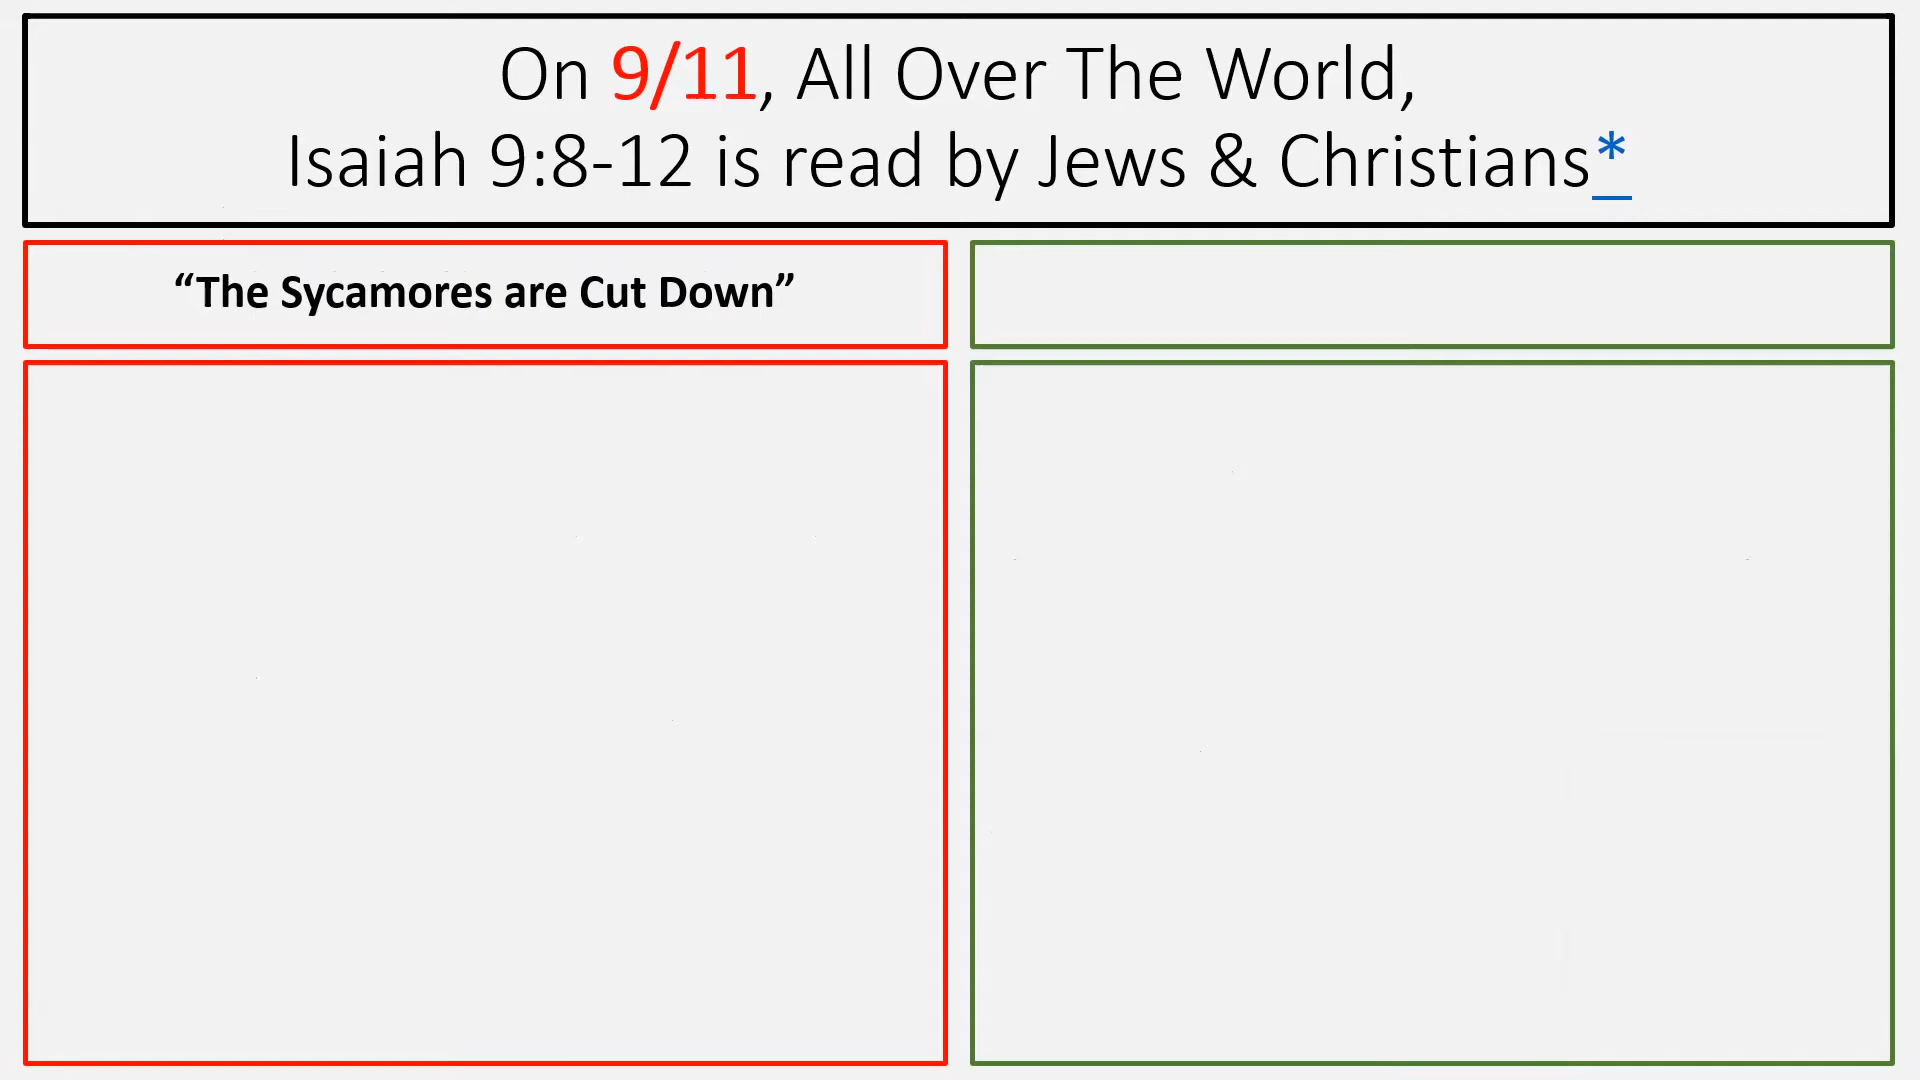 On 9/11, All Over The World,
Isaiah 9:8-12 is read by Jews & Christians*
“The Sycamores are Cut Down”